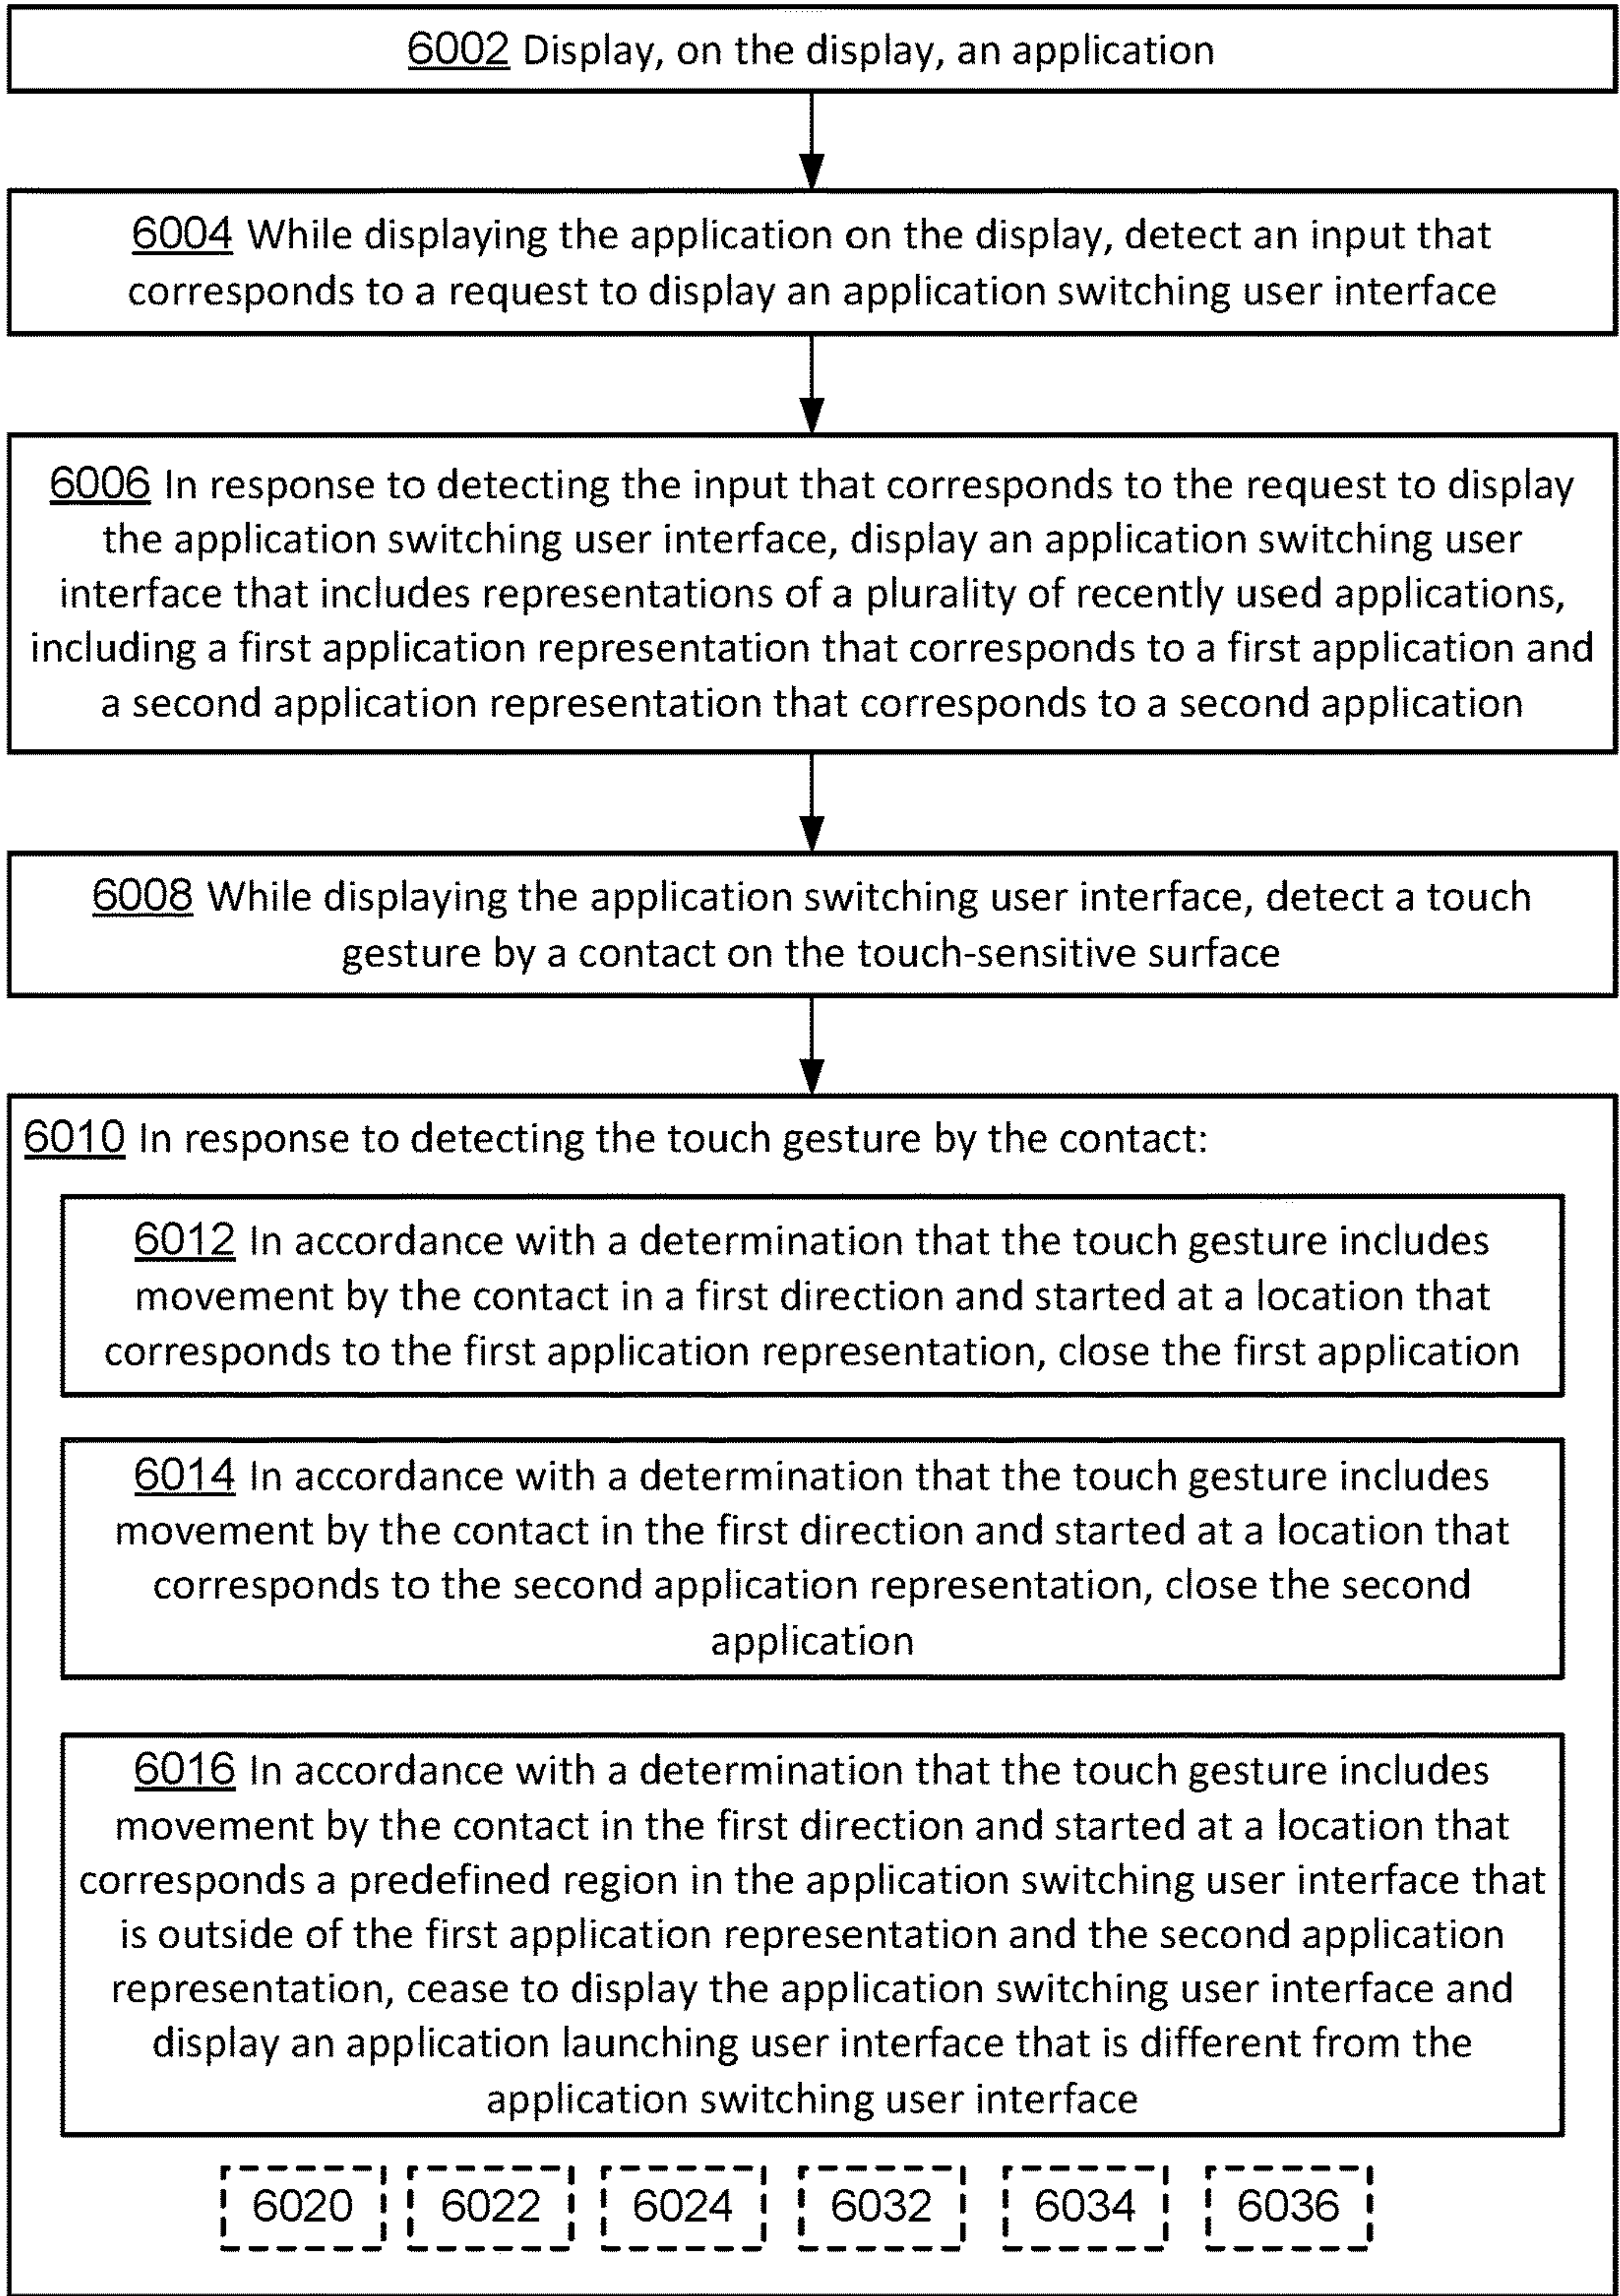 6002 Display, on the display, an application
6004 While displaying the application on the display, detect an input that
corresponds to a request to display an application switching user interface
6006 In response to detecting the input that corresponds to the request to display
the application switching user interface, display an application switching user
interface that includes representations of a plurality of recently used applications,
including a first application representation that corresponds to a first application and
a second application representation that corresponds to a second application
6008 While displaying the application switching user interface, detect a touch
gesture by a contact on the touch-sensitive surface
6010 In response to detecting the touch gesture by the contact:
6012 In accordance with a determination that the touch gesture includes
movement by the contact in a first direction and started at a location that
corresponds to the first application representation, close the first application
6014 In accordance with a determination that the touch gesture includes
movement by the contact in the first direction and started at a location that
corresponds to the second application representation, close the second
application
6016 In accordance with a determination that the touch gesture includes
movement by the contact in the first direction and started at a location that
corresponds a predefined region in the application switching user interface that
is outside of the first application representation and the second application
representation, cease to display the application switching user interface and
display an application launching user interface that is different from the
application switching user interface
6020 6022 6024 6032 6034 6036